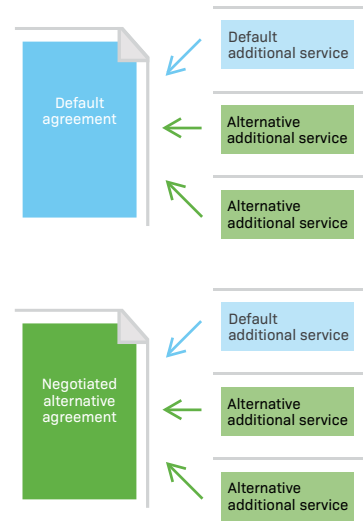 Default
agreement
Default
additional service
Alternative
additional service
Alternative
additional service
Negotiated
alternative
agreement
Default
additional service
Alternative
additional service
Alternative
additional service